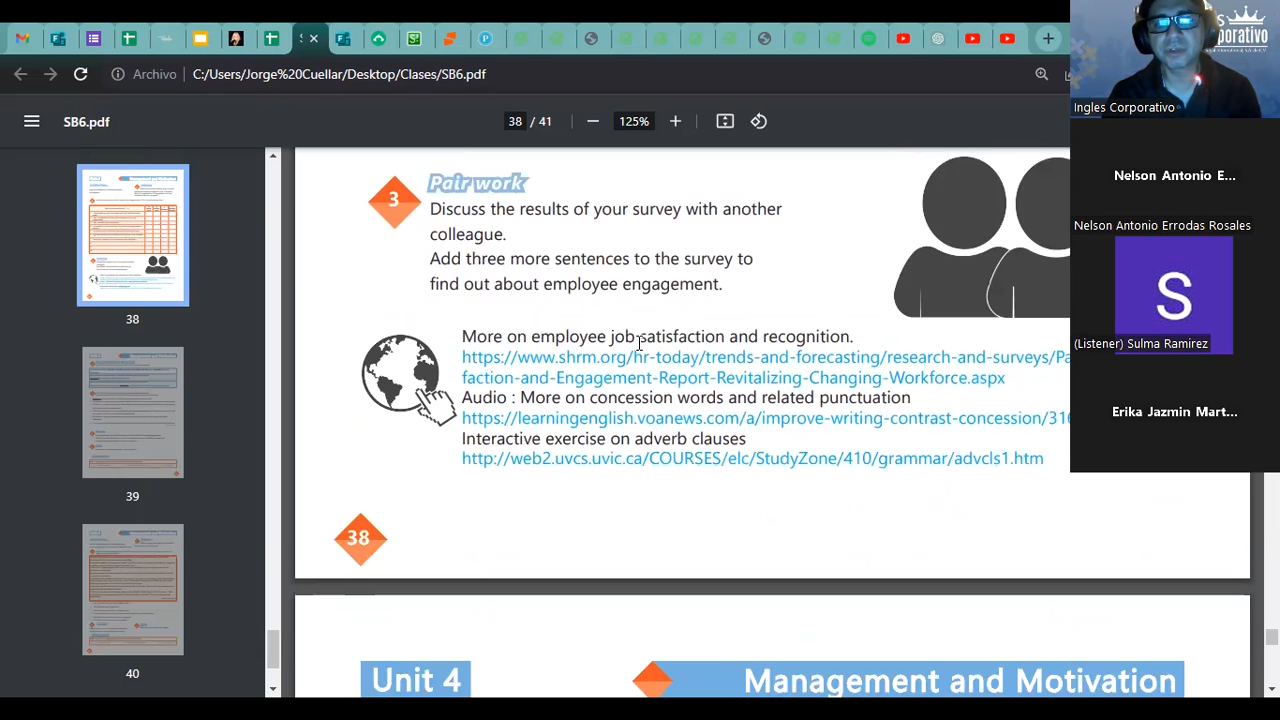 Archivo
C:/Users/Jorge%20Cuellar/Desktop/Clases/SB6.pdf
SB6.pdf
38 / 41
125%
3
Pair work
Discuss the results of your survey with another
colleague.
Add three more sentences to the survey to
find out about employee engagement.
More on employee job satisfaction and recognition.
https://www.shrm.org/hr-today/trends-and-forecasting/research-and-surveys/Pa
faction-and-Engagement-Report-Revitalizing-Changing-Workforce.aspx
Audio : More on concession words and related punctuation
https://learningenglish.voanews.com/a/improve-writing-contrast-concession/316
Interactive exercise on adverb clauses
http://web2.uvcs.uvic.ca/COURSES/elc/StudyZone/410/grammar/advcls1.htm
38
Unit 4
Management and Motivation
38
39
40
Ingles Corporativo
Nelson Antonio E...
Nelson Antonio Errodas Rosales
S
(Listener) Sulma Ramirez
Erika Jazmin Mart...